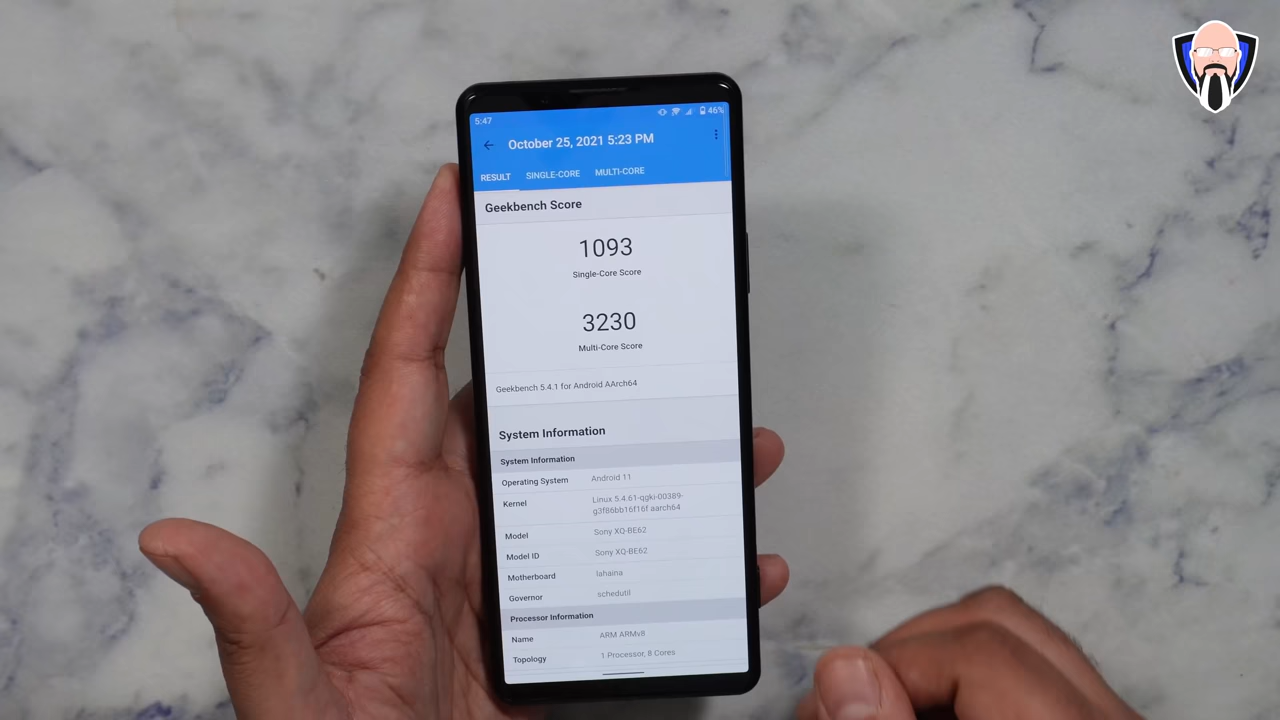 5:47 46%
October 25, 2021 5:23 PM
RESULT SINGLE-CORE MULTI-CORE
Geekbench Score
1093
Single-Core Score
3230
Multi-Core Score
Geekbench 5.4.1 for Android AArch64
System Information
System Information
Operating System Android 11
Kernel Linux 5.4.61-qgki-00389-
g3f86bb16f16f aarch64
Model Sony XQ-BE62
Model ID Sony XQ-BE62
Motherboard lahaina
Governor schedutil
Processor Information
Name ARM ARMv8
Topology 1 Processor, 8 Cores